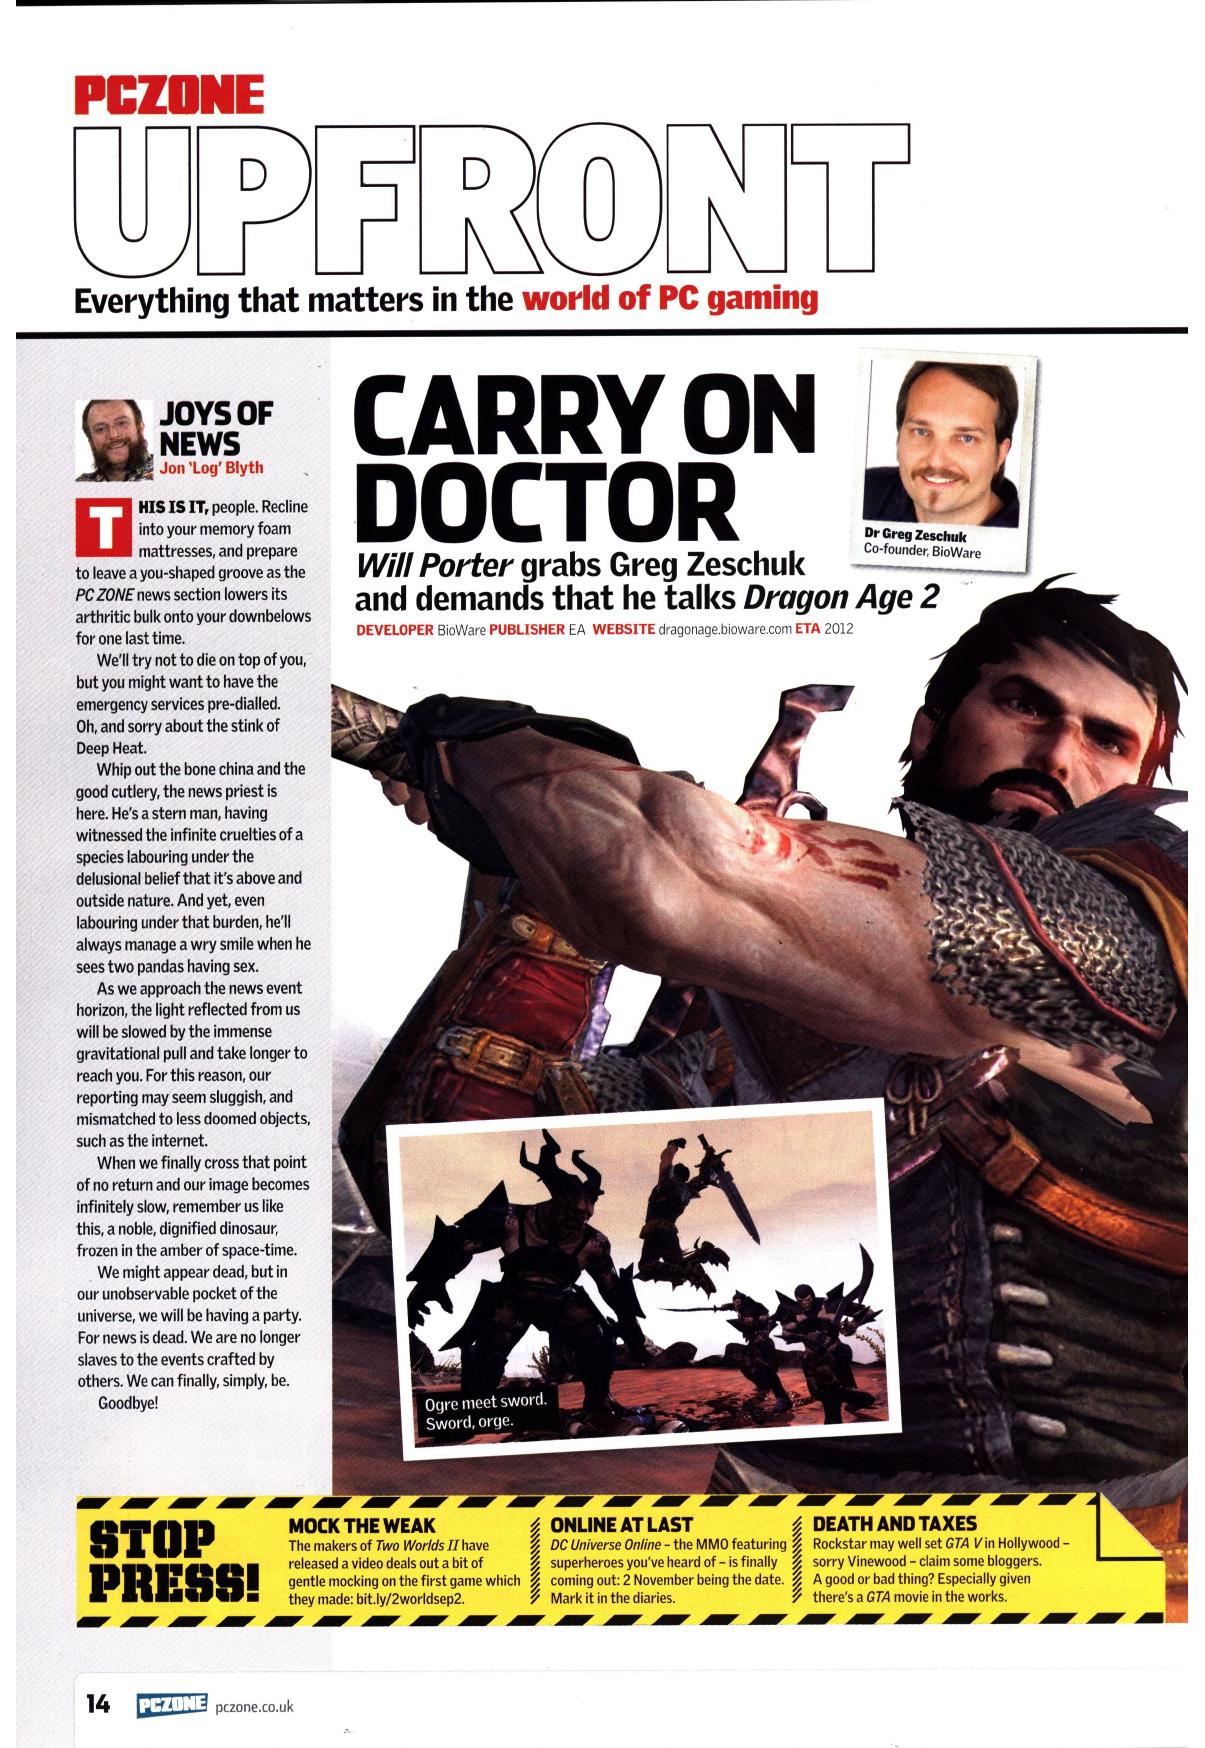 PCZONE
UPFRONT
Everything that matters in the world of PC gaming
JOYS OF
NEWS
Jon 'Log' Blyth
THIS IS IT, people. Recline
into your memory foam
mattresses, and prepare
to leave a you-shaped groove as the
PC ZONE news section lowers its
arthritic bulk onto your downbelows
for one last time.
We'll try not to die on top of you,
but you might want to have the
emergency services pre-dialled.
Oh, and sorry about the stink of
Deep Heat.
Whip out the bone china and the
good cutlery, the news priest is
here. He's a stern man, having
witnessed the infinite cruelties of a
species labouring under the
delusional belief that it's above and
outside nature. And yet, even
labouring under that burden, he'll
always manage a wry smile when he
sees two pandas having sex.
As we approach the news event
horizon, the light reflected from us
will be slowed by the immense
gravitational pull and take longer to
reach you. For this reason, our
reporting may seem sluggish, and
mismatched to less doomed objects,
such as the internet.
When we finally cross that point
of no return and our image becomes
infinitely slow, remember us like
this, a noble, dignified dinosaur,
frozen in the amber of space-time.
We might appear dead, but in
our unobservable pocket of the
universe, we will be having a party.
For news is dead. We are no longer
slaves to the events crafted by
others. We can finally, simply, be.
Goodbye!
CARRY ON
DOCTOR
Will Porter grabs Greg Zeschuk
and demands that he talks Dragon Age 2
DEVELOPER BioWare PUBLISHER EA WEBSITE dragonage.bioware.com ETA 2012
Dr Greg Zeschuk
Co-founder, BioWare
Ogre meet sword.
Sword, orge.
STOP
PRESS!
MOCK THE WEAK
The makers of Two Worlds II have
released a video deals out a bit of
gentle mocking on the first game which
they made: bit.ly/2worldsep2.
ONLINE AT LAST
DC Universe Online – the MMO featuring
superheroes you've heard of – is finally
coming out: 2 November being the date.
Mark it in the diaries.
DEATH AND TAXES
Rockstar may well set GTA V in Hollywood –
sorry Vinewood – claim some bloggers.
A good or bad thing? Especially given
there's a GTA movie in the works.
14
PCZONE
pczone.co.uk